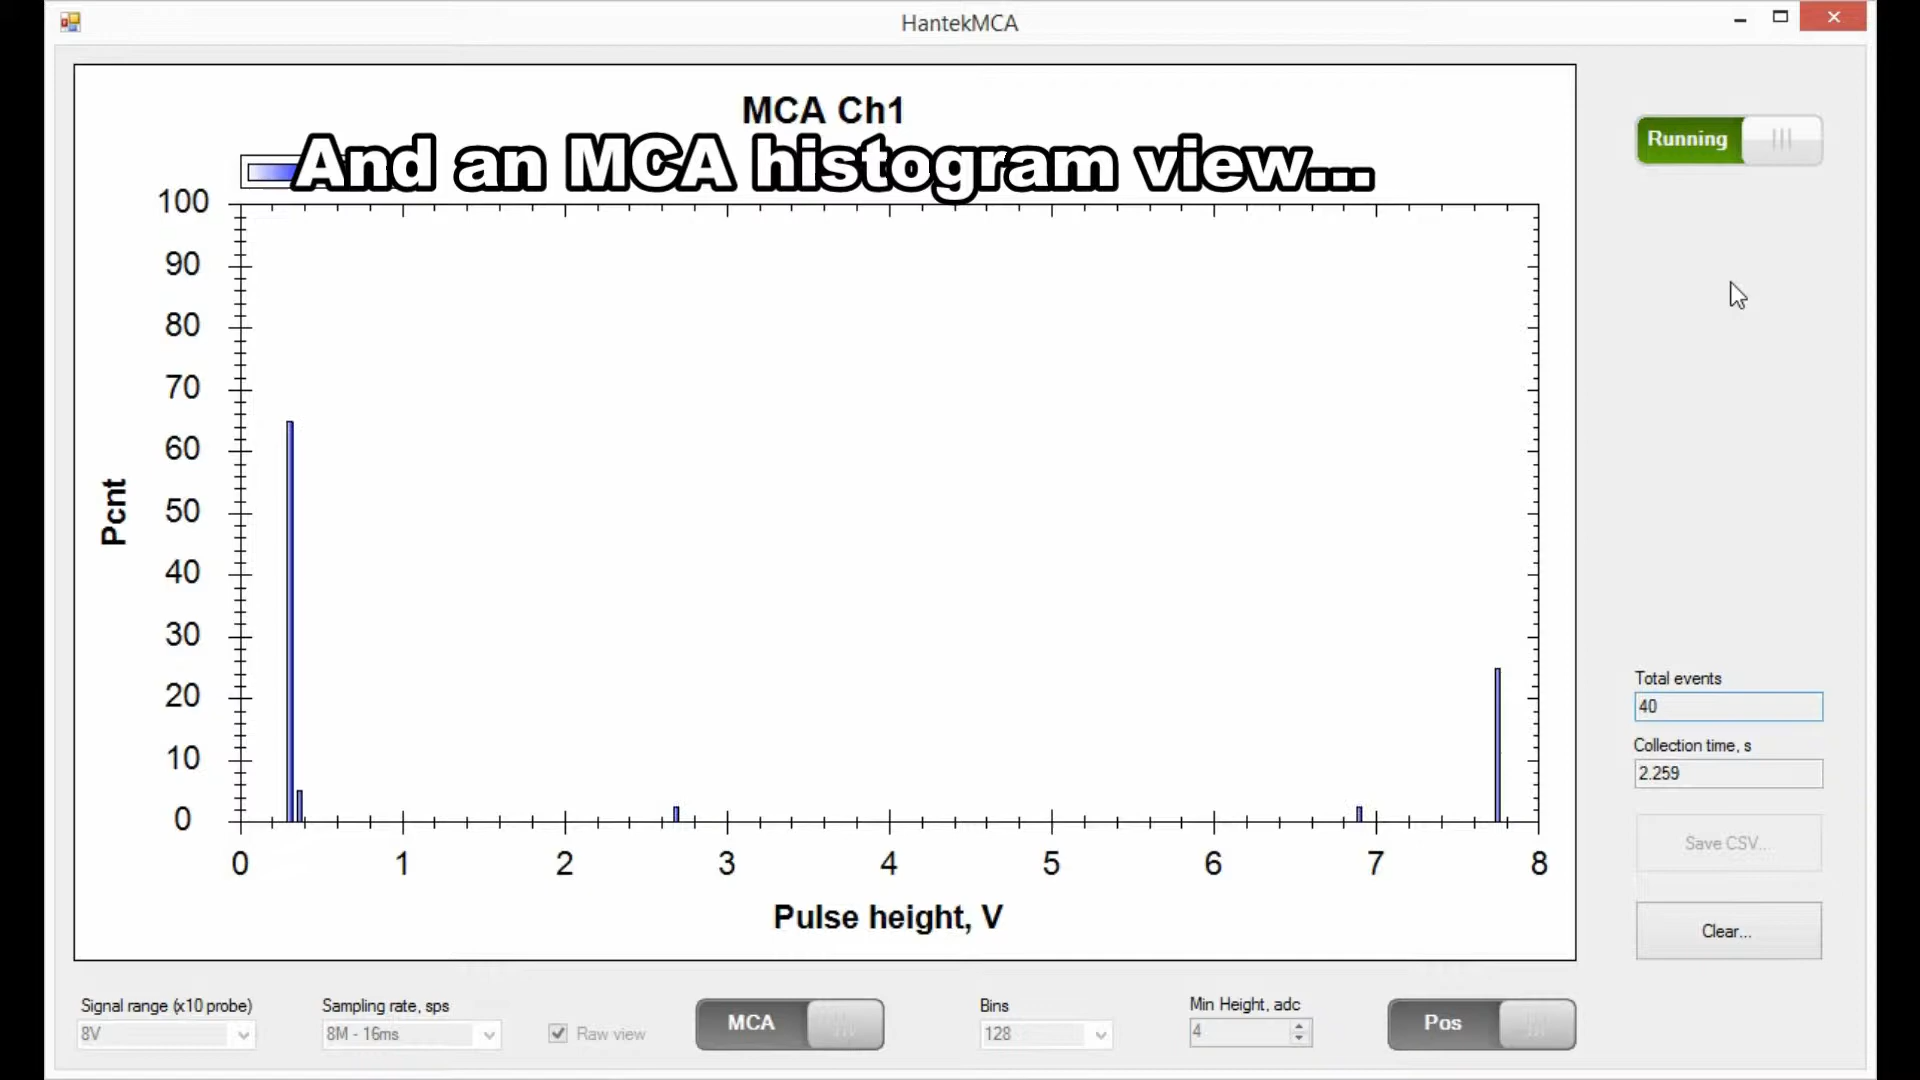 HantekMCA
MCA Ch1
And an MCA histogram view...
Running
100
90
80
70
60
50
40
30
20
10
0
Pcnt
0 1 2 3 4 5 6 7 8
Pulse height, V
Total events
40
Collection time, s
2.259
Save CSV...
Clear...
Signal range (x10 probe)
8V
Sampling rate, sps
8M - 16ms
Raw view
MCA
Bins
128
Min Height, adc
4
Pos